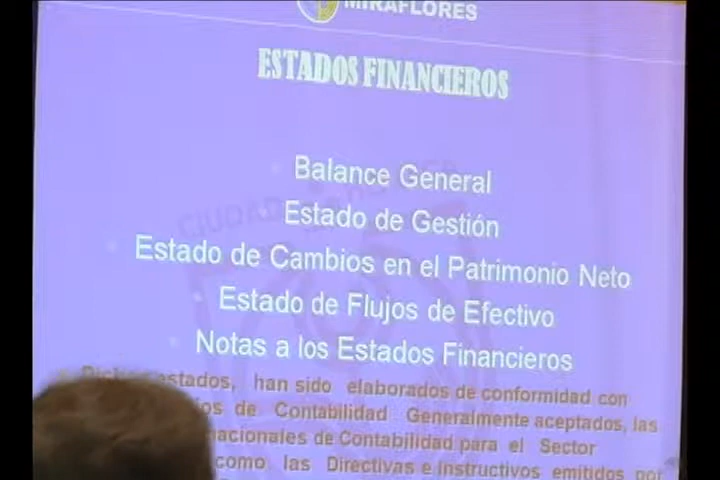 MIRAFLORES
ESTADOS FINANCIEROS
Balance General
Estado de Gestión
Estado de Cambios en el Patrimonio Neto
Estado de Flujos de Efectivo
Notas a los Estados Financieros
estados, han sido elaborados de conformidad con
de Contabilidad Generalmente aceptados, las
de Contabilidad para el Sector
como las Directivas e Instructivos emitidos por
CIUDAD